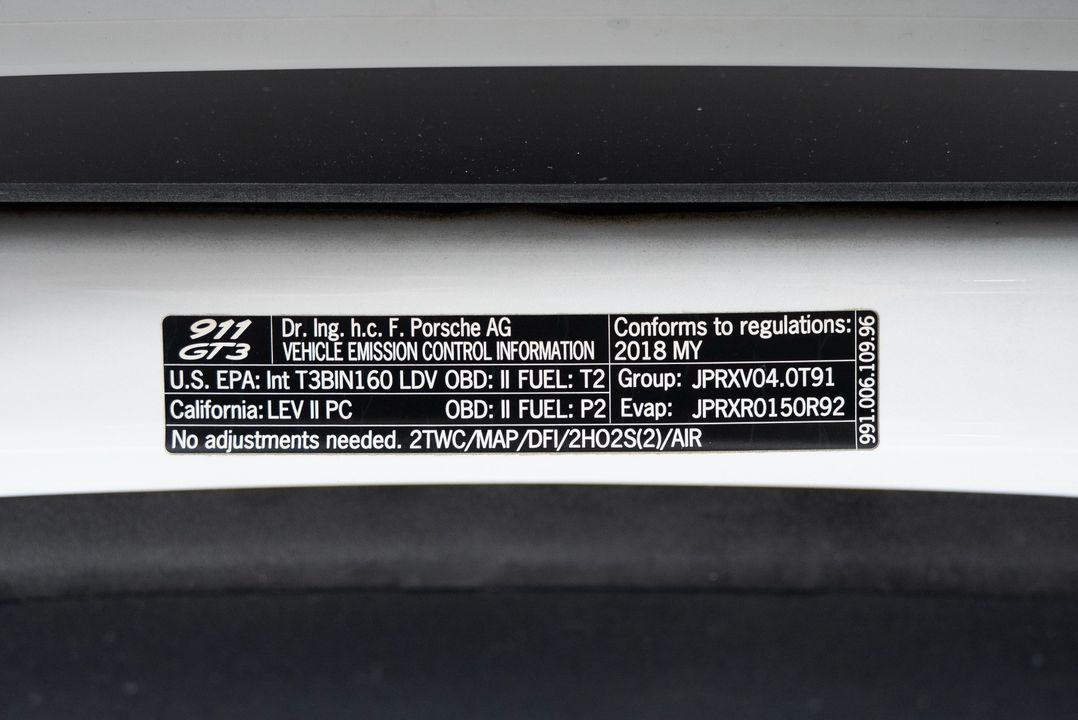 911
GT3
Dr. Ing. h.c. F. Porsche AG
VEHICLE EMISSION CONTROL INFORMATION
Conforms to regulations:
2018 MY
U.S. EPA: Int T3BIN160 LDV OBD: II FUEL: T2
Group: JPRXV04.0T91
California: LEV II PC OBD: II FUEL: P2
Evap: JPRXR0150R92
No adjustments needed. 2TWC/MAP/DFI/2HO2S(2)/AIR
991.006.109.96